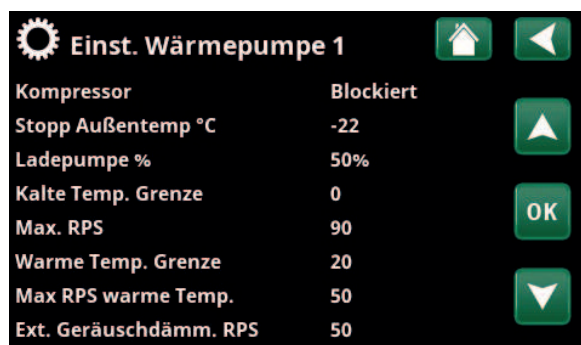 Einst. Wärmepumpe 1
Kompressor Blockiert
Stopp Außentemp °C -22
Ladepumpe % 50%
Kalte Temp. Grenze 0
Max. RPS 90
Warme Temp. Grenze 20
Max RPS warme Temp. 50
Ext. Geräuschdämm. RPS 50
OK